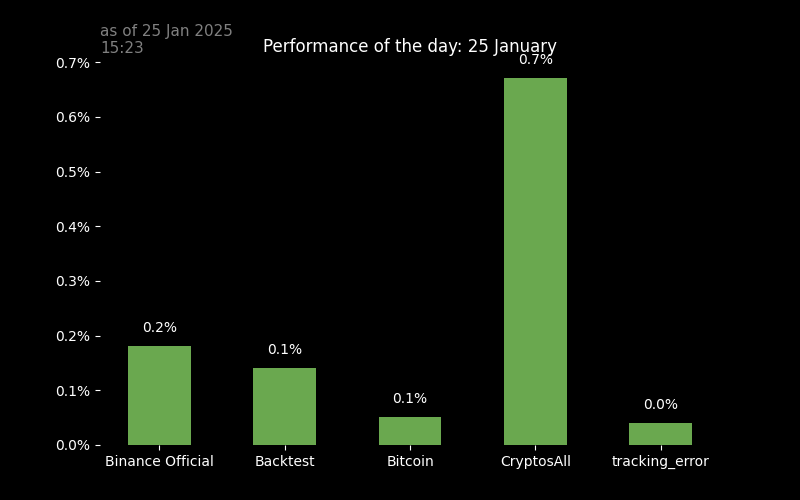 as of 25 Jan 2025
15:23
Performance of the day: 25 January
0.7%
0.6%
0.5%
0.4%
0.3%
0.2%
0.1%
0.0%
0.2%
0.1%
0.1%
0.7%
0.0%
Binance Official
Backtest
Bitcoin
CryptosAll
tracking_error